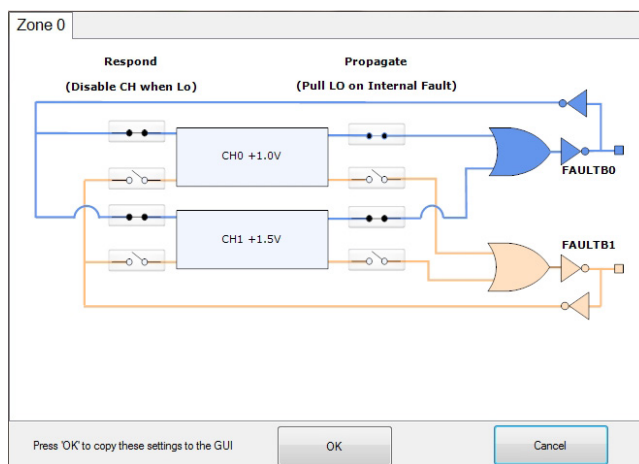 Zone 0
Respond
Propagate
(Disable CH when Lo)
(Pull LO on Internal Fault)
CH0 +1.0V
FAULTB0
CH1 +1.5V
FAULTB1
Press 'OK' to copy these settings to the GUI
OK
Cancel